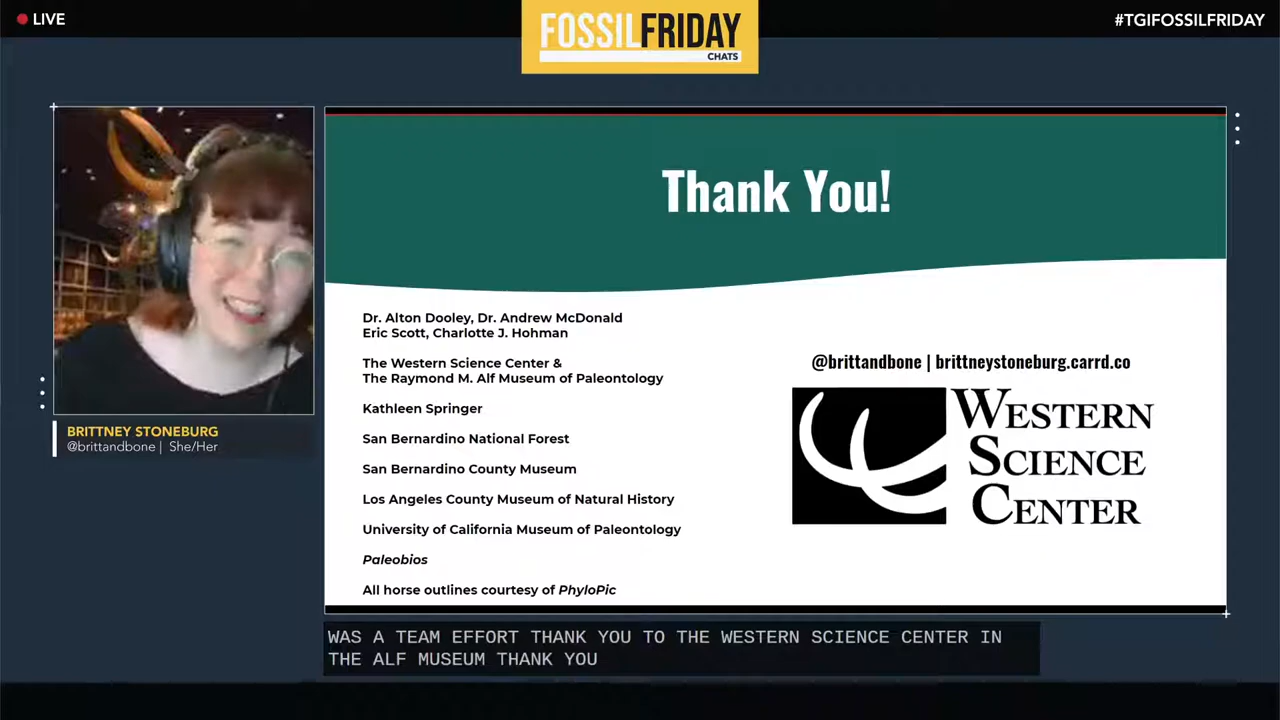 LIVE
FOSSILFRIDAY
CHATS
#TGIFOSSILFRIDAY
Thank You!
Dr. Alton Dooley, Dr. Andrew McDonald
Eric Scott, Charlotte J. Hohman
The Western Science Center &
The Raymond M. Alf Museum of Paleontology
Kathleen Springer
San Bernardino National Forest
San Bernardino County Museum
Los Angeles County Museum of Natural History
University of California Museum of Paleontology
Paleobios
All horse outlines courtesy of PhyloPic
@brittandbone | brittneystoneburg.carrd.co
WESTERN
SCIENCE
CENTER
BRITTNEY STONEBURG
@brittandbone | She/Her
WAS A TEAM EFFORT THANK YOU TO THE WESTERN SCIENCE CENTER IN
THE ALF MUSEUM THANK YOU